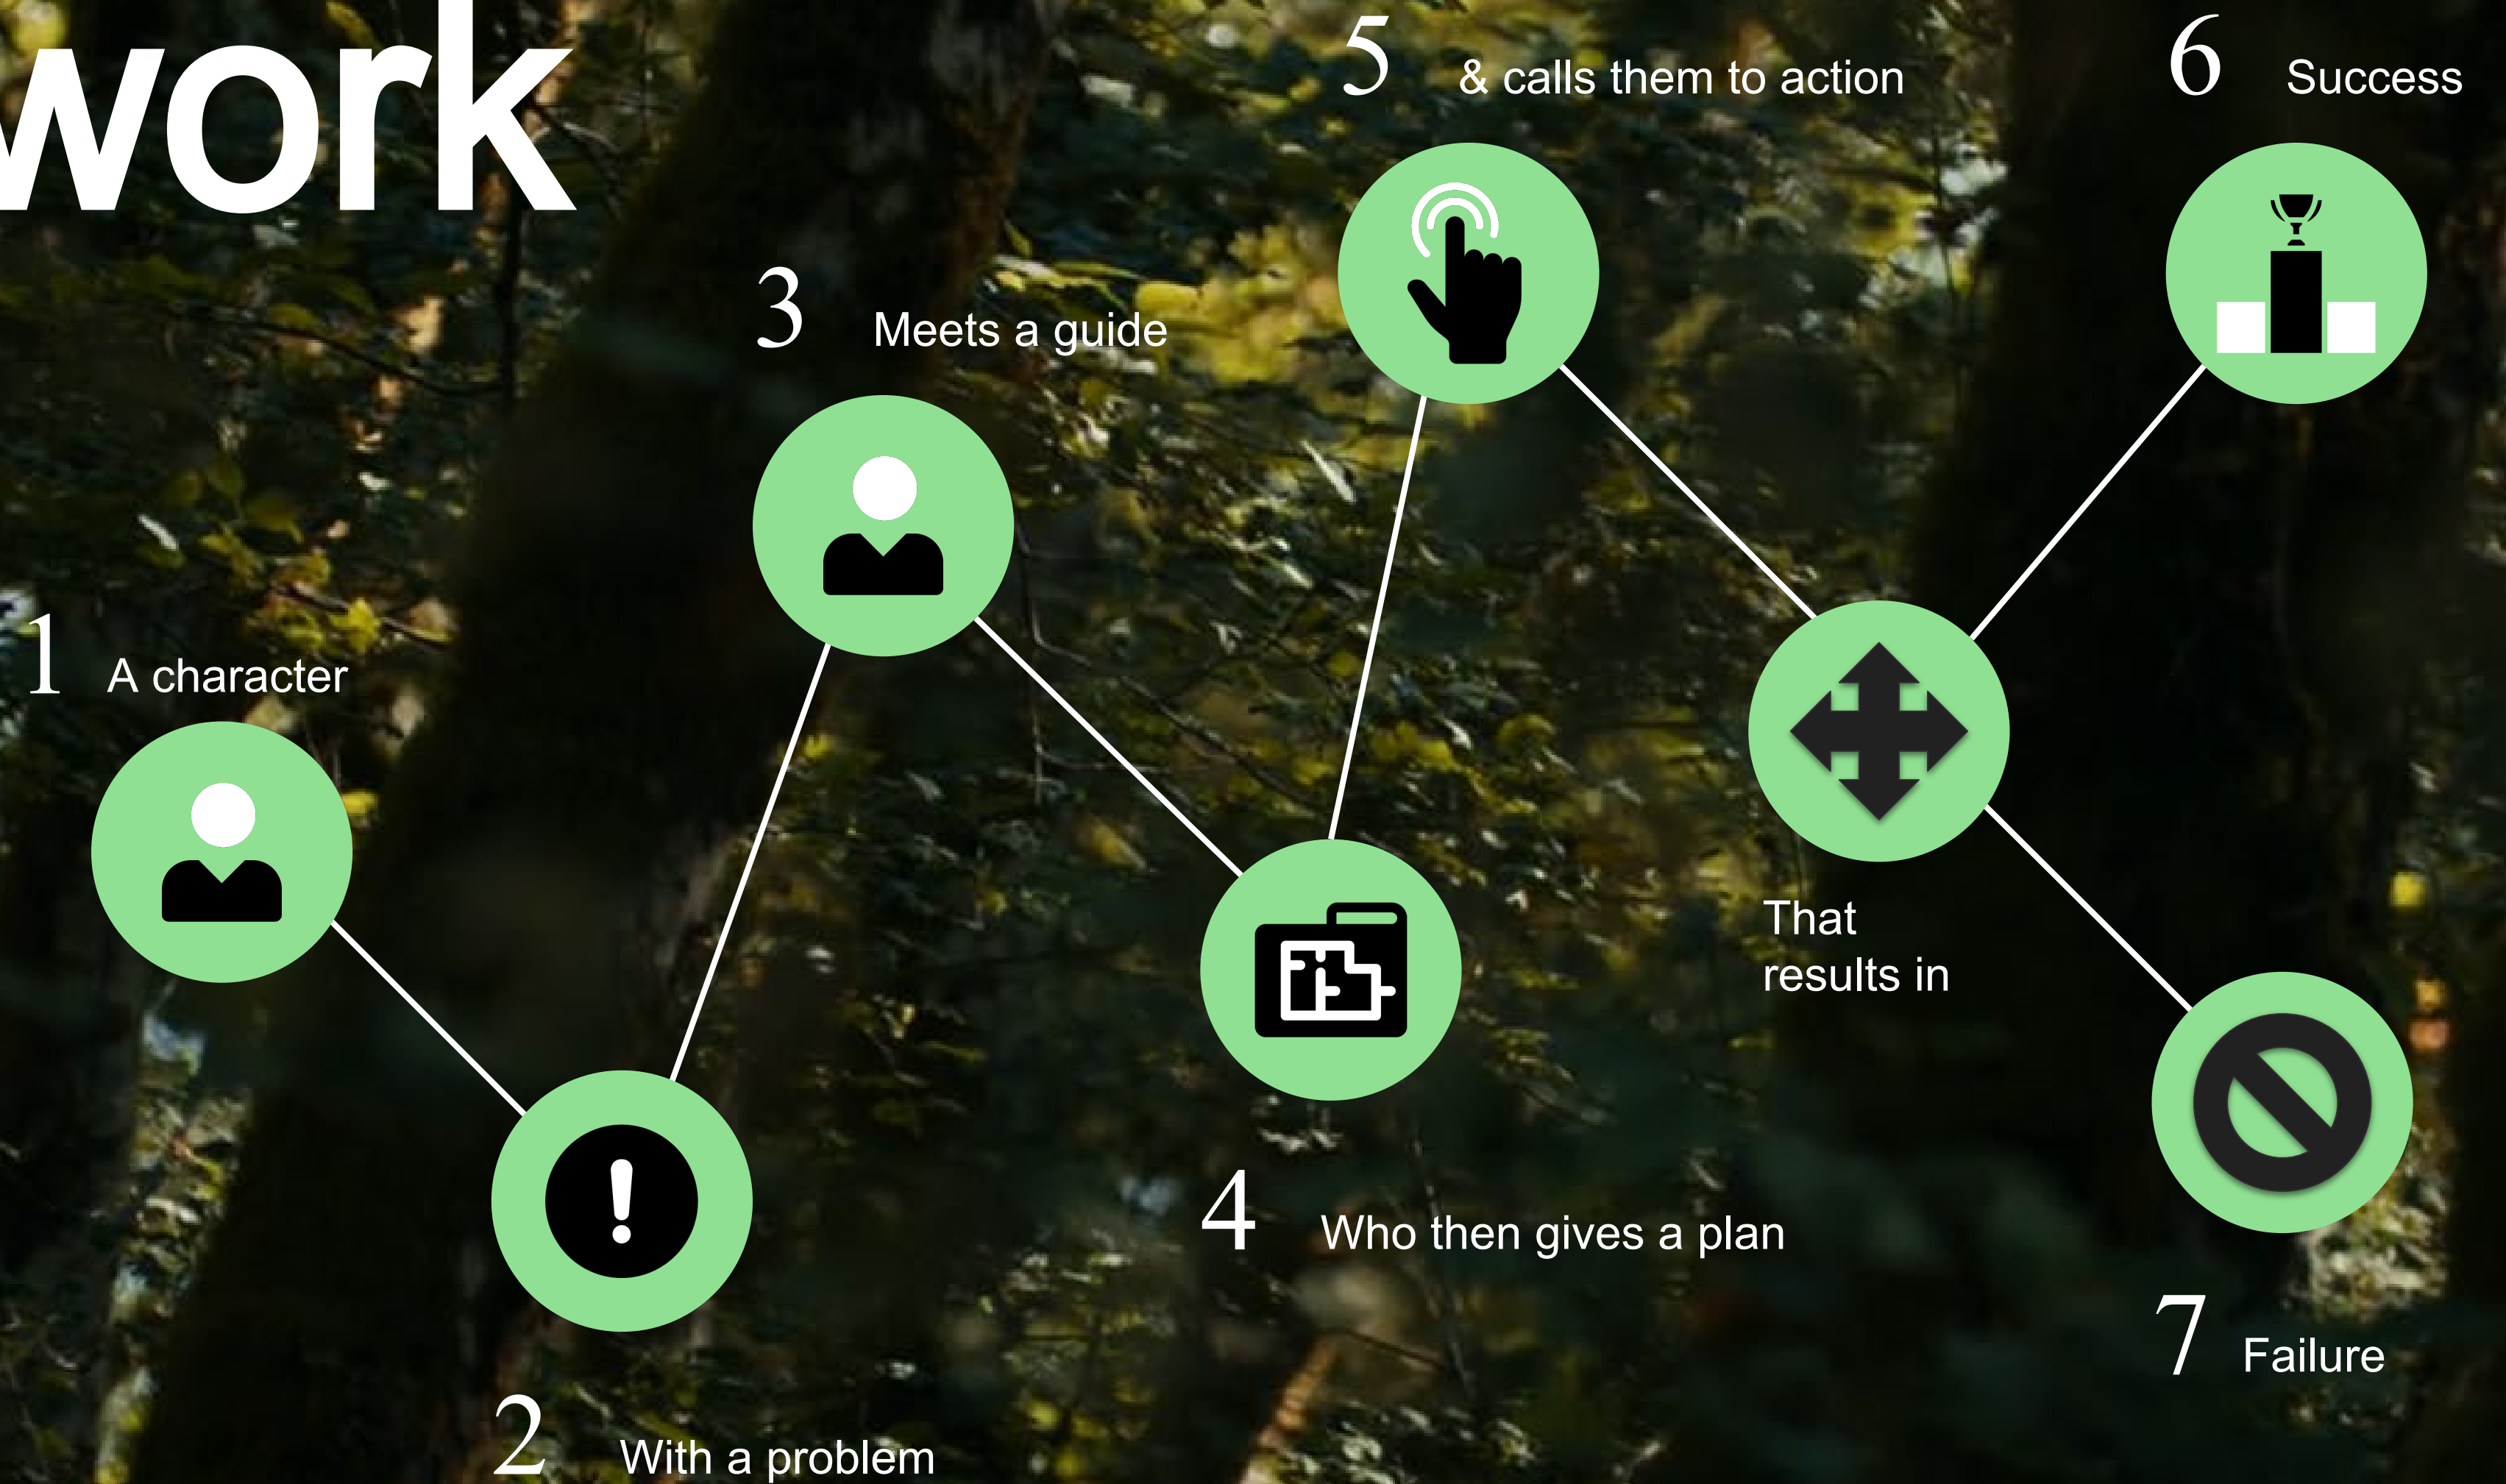 work
1 A character
2 With a problem
3 Meets a guide
4 Who then gives a plan
5 & calls them to action
That
results in
6 Success
7 Failure